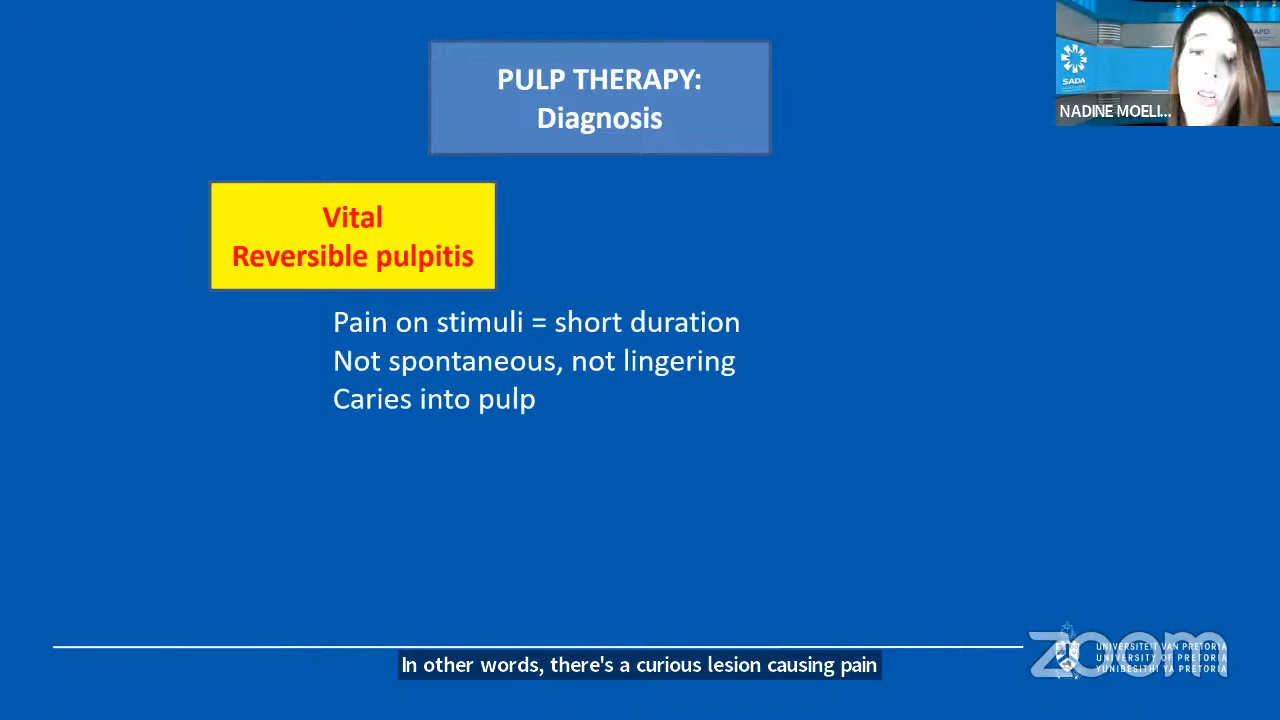 PULP THERAPY:
Diagnosis
SADA
NADINE MOELI...
Vital
Reversible pulpitis
Pain on stimuli = short duration
Not spontaneous, not lingering
Caries into pulp
zoom
UNIVERSITEIT VAN PRETORIA
UNIVERSITY OF PRETORIA
YUNIBESITHI YA PRETORIA
In other words, there's a curious lesion causing pain